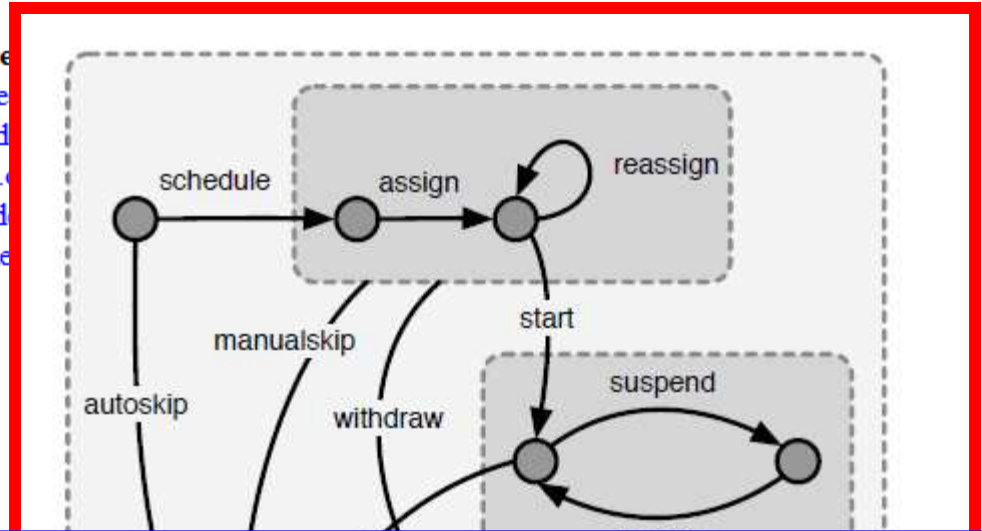 reassign
schedule
assign
start
manualskip
suspend
autoskip
withdraw